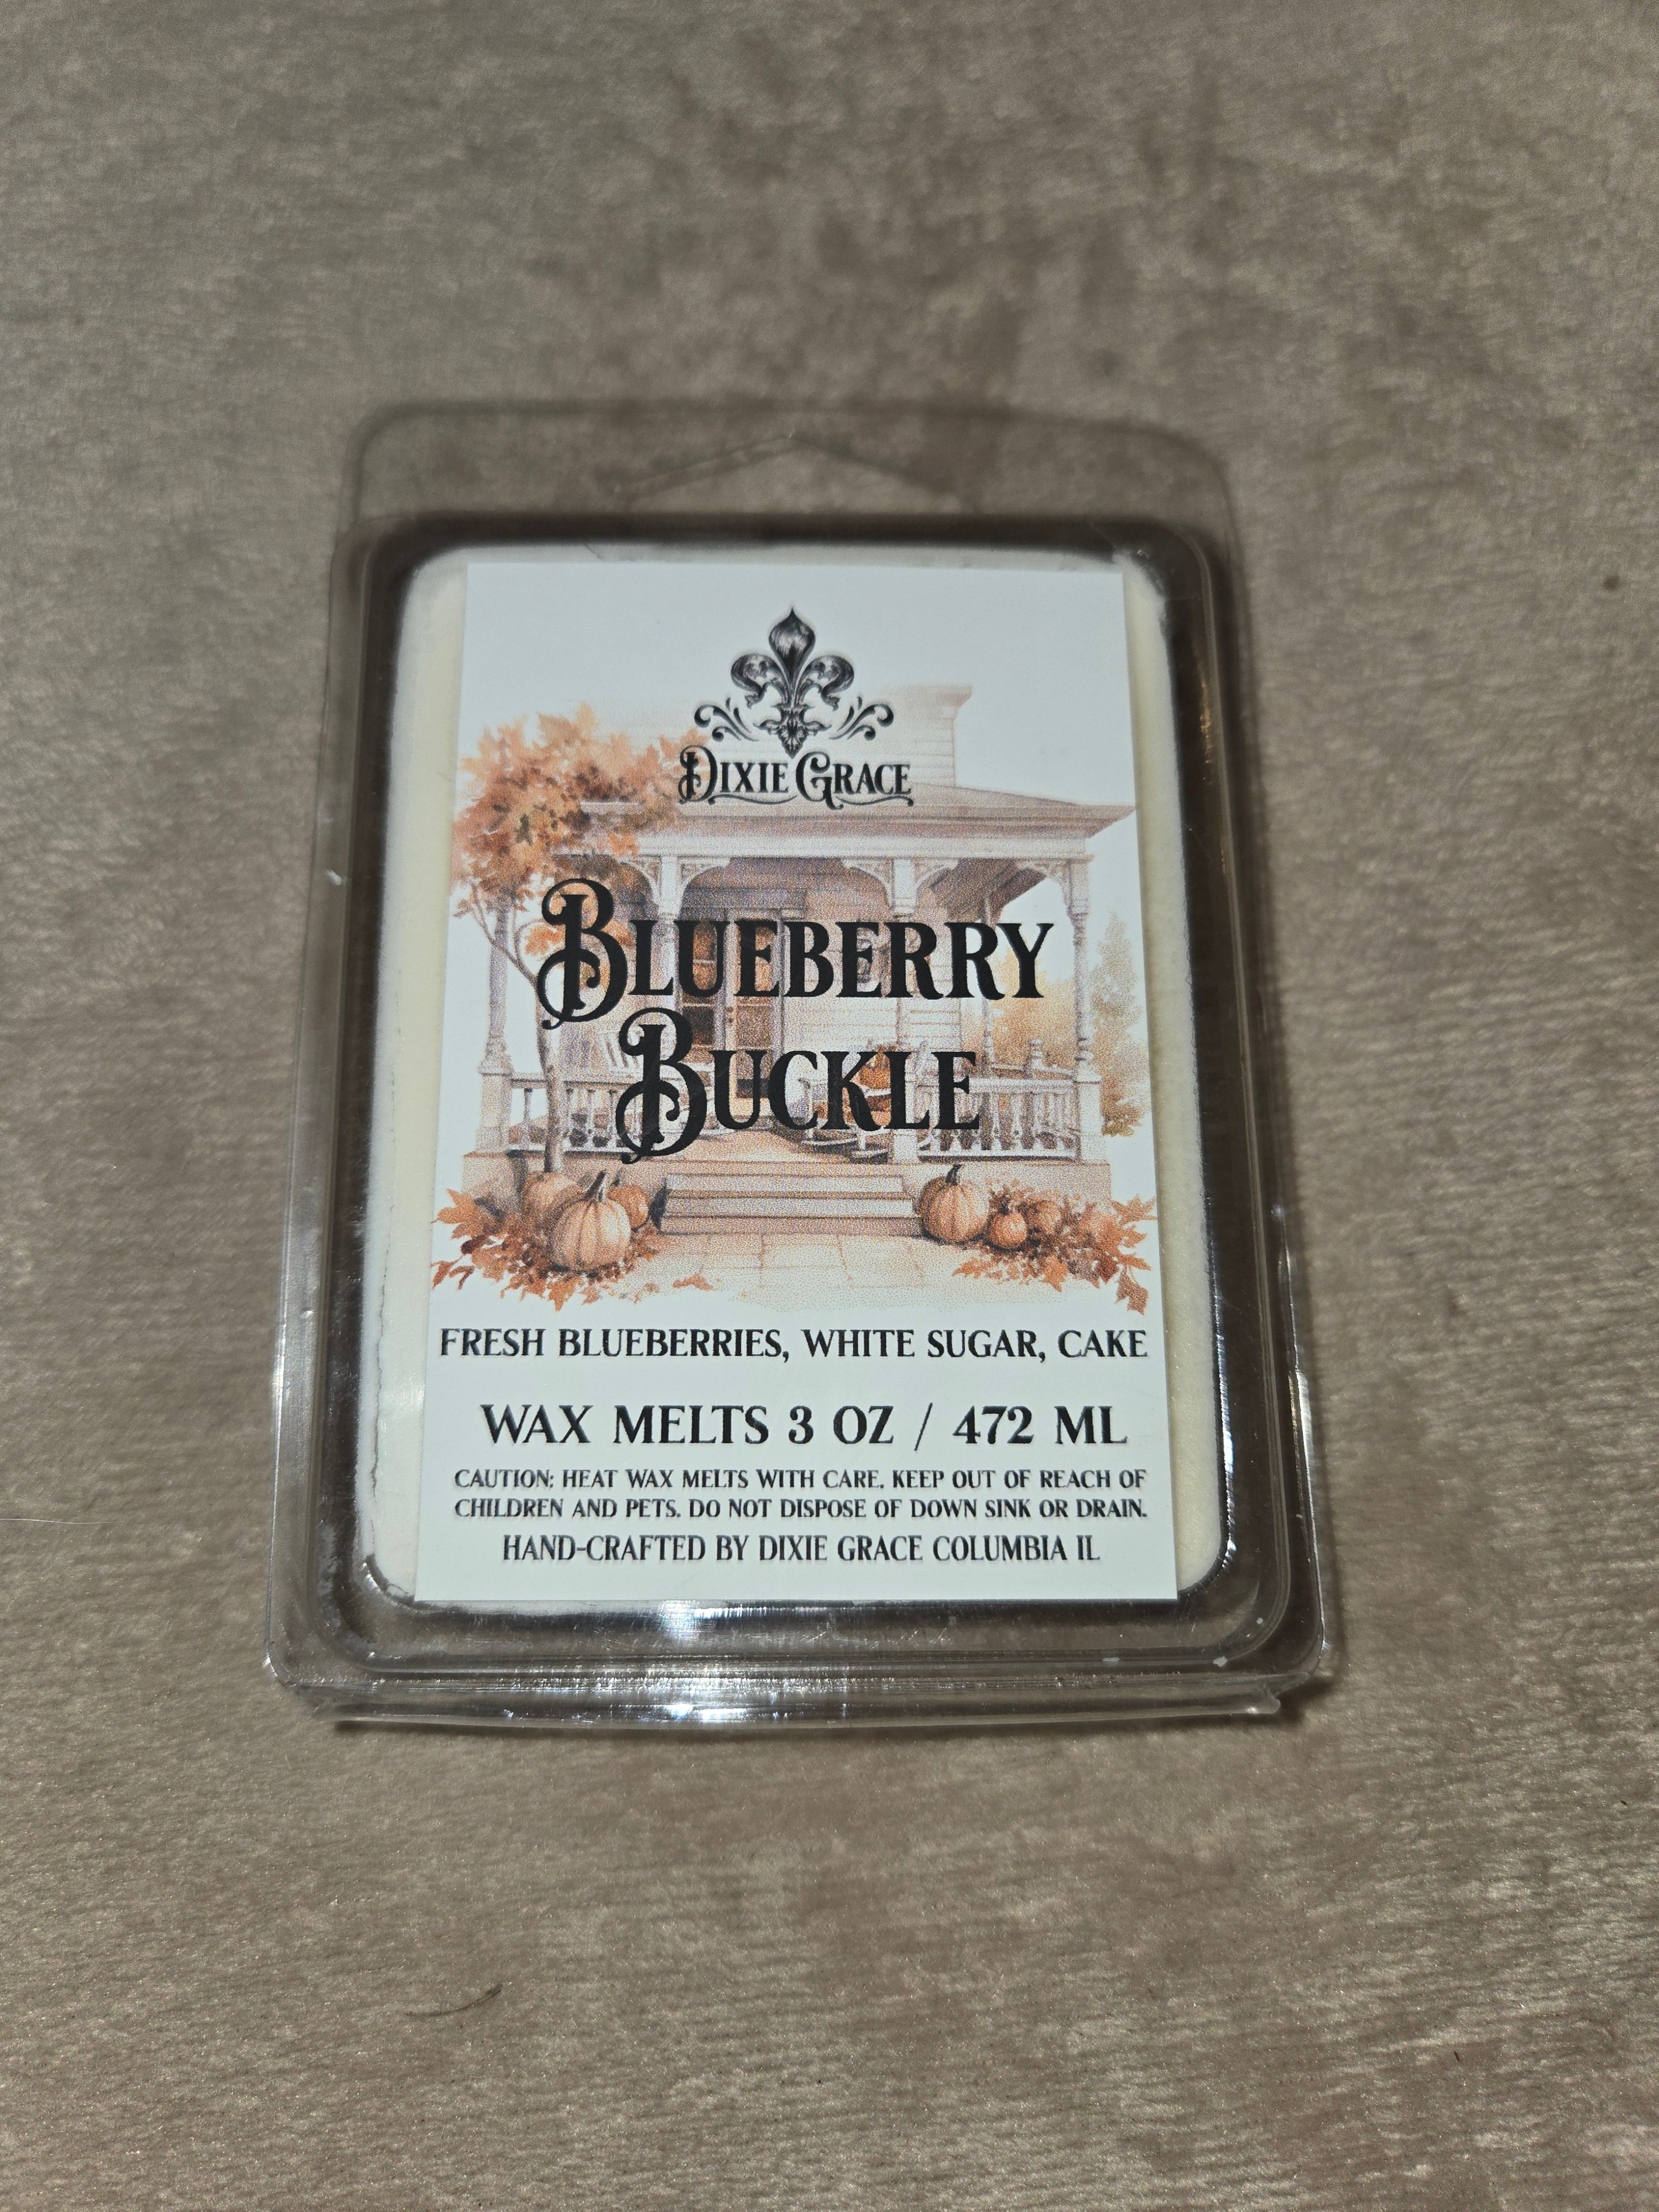 DIXIE GRACE
BLUEBERRY
BUCKLE
FRESH BLUEBERRIES, WHITE SUGAR, CAKE
WAX MELTS 3 OZ / 472 ML
CAUTION: HEAT WAX MELTS WITH CARE. KEEP OUT OF REACH OF
CHILDREN AND PETS. DO NOT DISPOSE OF DOWN SINK OR DRAIN.
HAND-CRAFTED BY DIXIE GRACE COLUMBIA IL